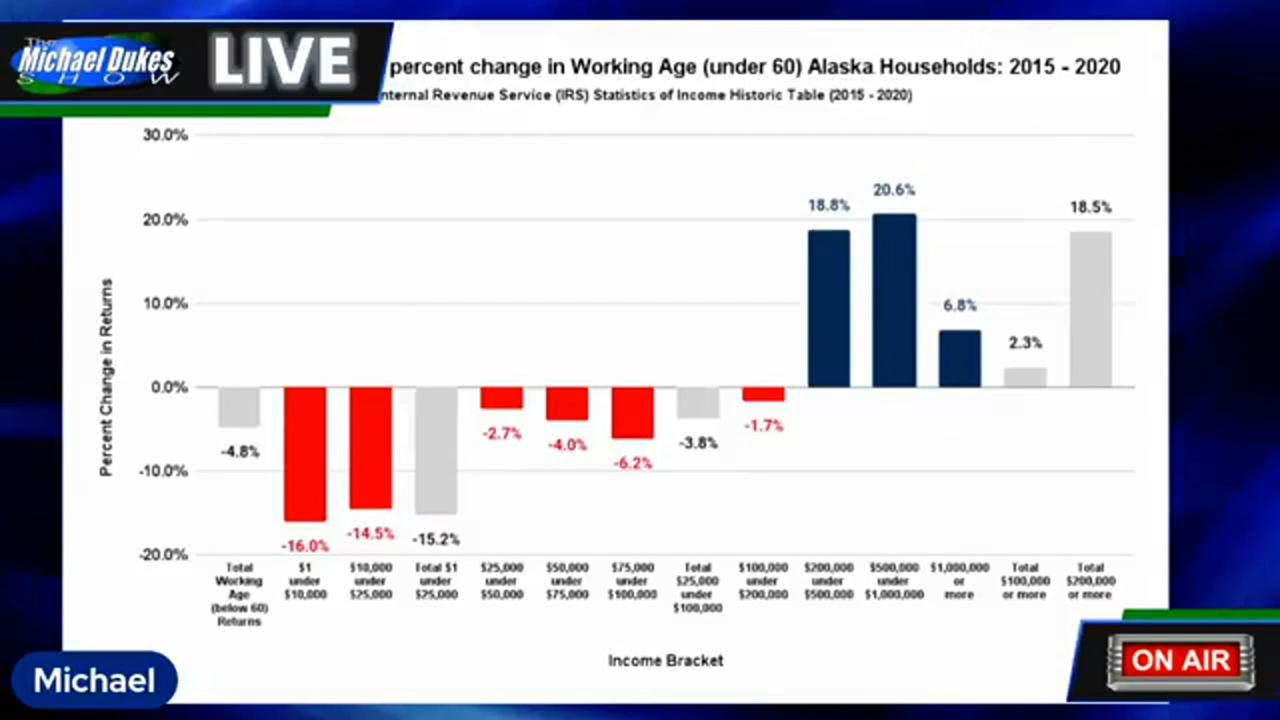 The
Michael Dukes
SHOW
LIVE
percent change in Working Age (under 60) Alaska Households: 2015 - 2020
nternal Revenue Service (IRS) Statistics of Income Historic Table (2015 - 2020)
30.0%
20.0%
10.0%
0.0%
-10.0%
-20.0%
Percent Change in Returns
-4.8%
-16.0%
-14.5%
-15.2%
-2.7%
-4.0%
-6.2%
-3.8%
-1.7%
18.8%
20.6%
6.8%
2.3%
18.5%
Total
Working
Age
(below 60)
Returns
$1
under
$10,000
$10,000
under
$25,000
Total $1
under
$25,000
$25,000
under
$50,000
$50,000
under
$75,000
$75,000
under
$100,000
Total
$25,000
under
$100,000
$100,000
under
$200,000
$200,000
under
$500,000
$500,000
under
$1,000,000
$1,000,000
or
more
Total
$100,000
or more
Total
$200,000
or more
Income Bracket
Michael
ON AIR